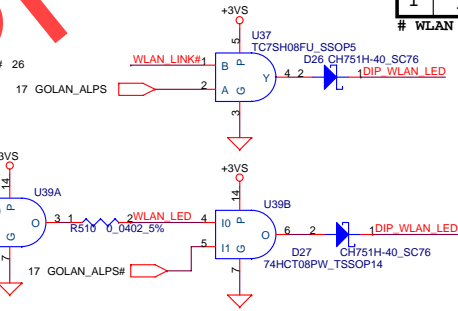 +3VS
1
# WLAN
U37
TC7SH08FU_SSOP5
5
P
D26 CH751H-40_SC76
# 26
WLAN_LINK# 1 B
Y 4 2 1 DIP_WLAN_LED
17 GOLAN_ALPS 2 A
G
3
+3VS
+3VS
14
P
U39A
14
P
U39B
O 3 1 2 WLAN_LED 4 I0
R510 0_0402_5%
O 6 2 1 DIP_WLAN_LED
5 I1
G
G
D27 CH751H-40_SC76
17 GOLAN_ALPS#
7
7
74HCT08PW_TSSOP14